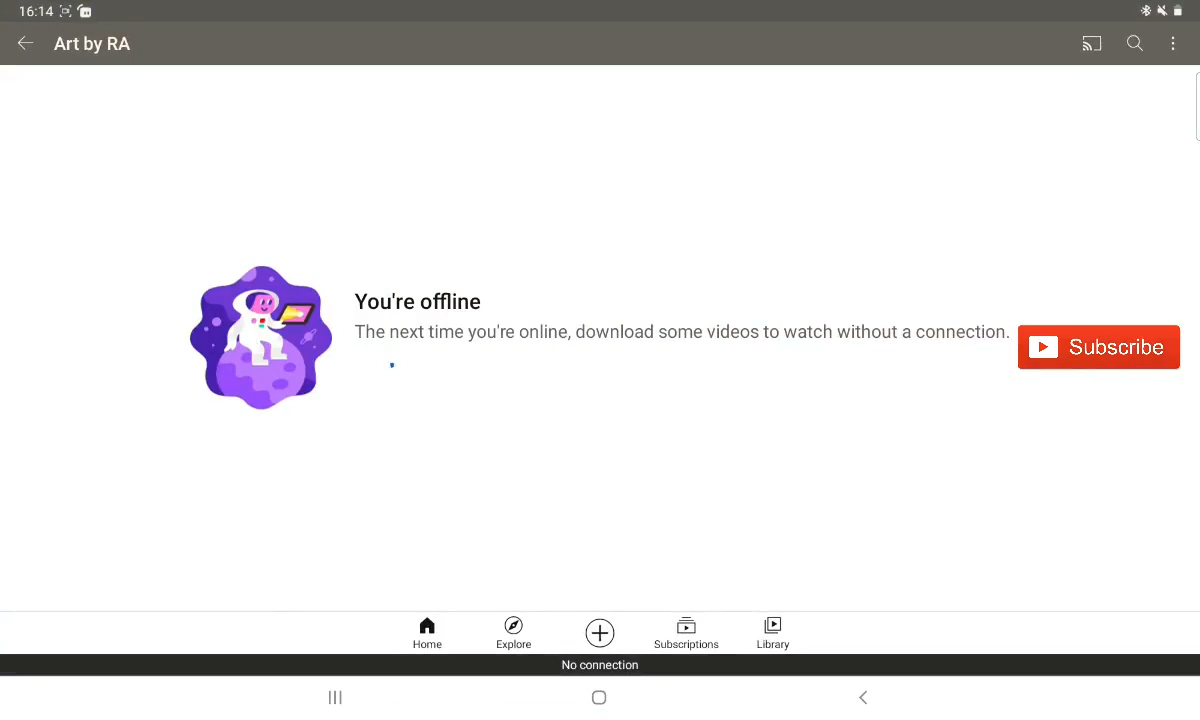 16:14
Art by RA
You're offline
The next time you're online, download some videos to watch without a connection.
Subscribe
Home
Explore
Subscriptions
Library
No connection